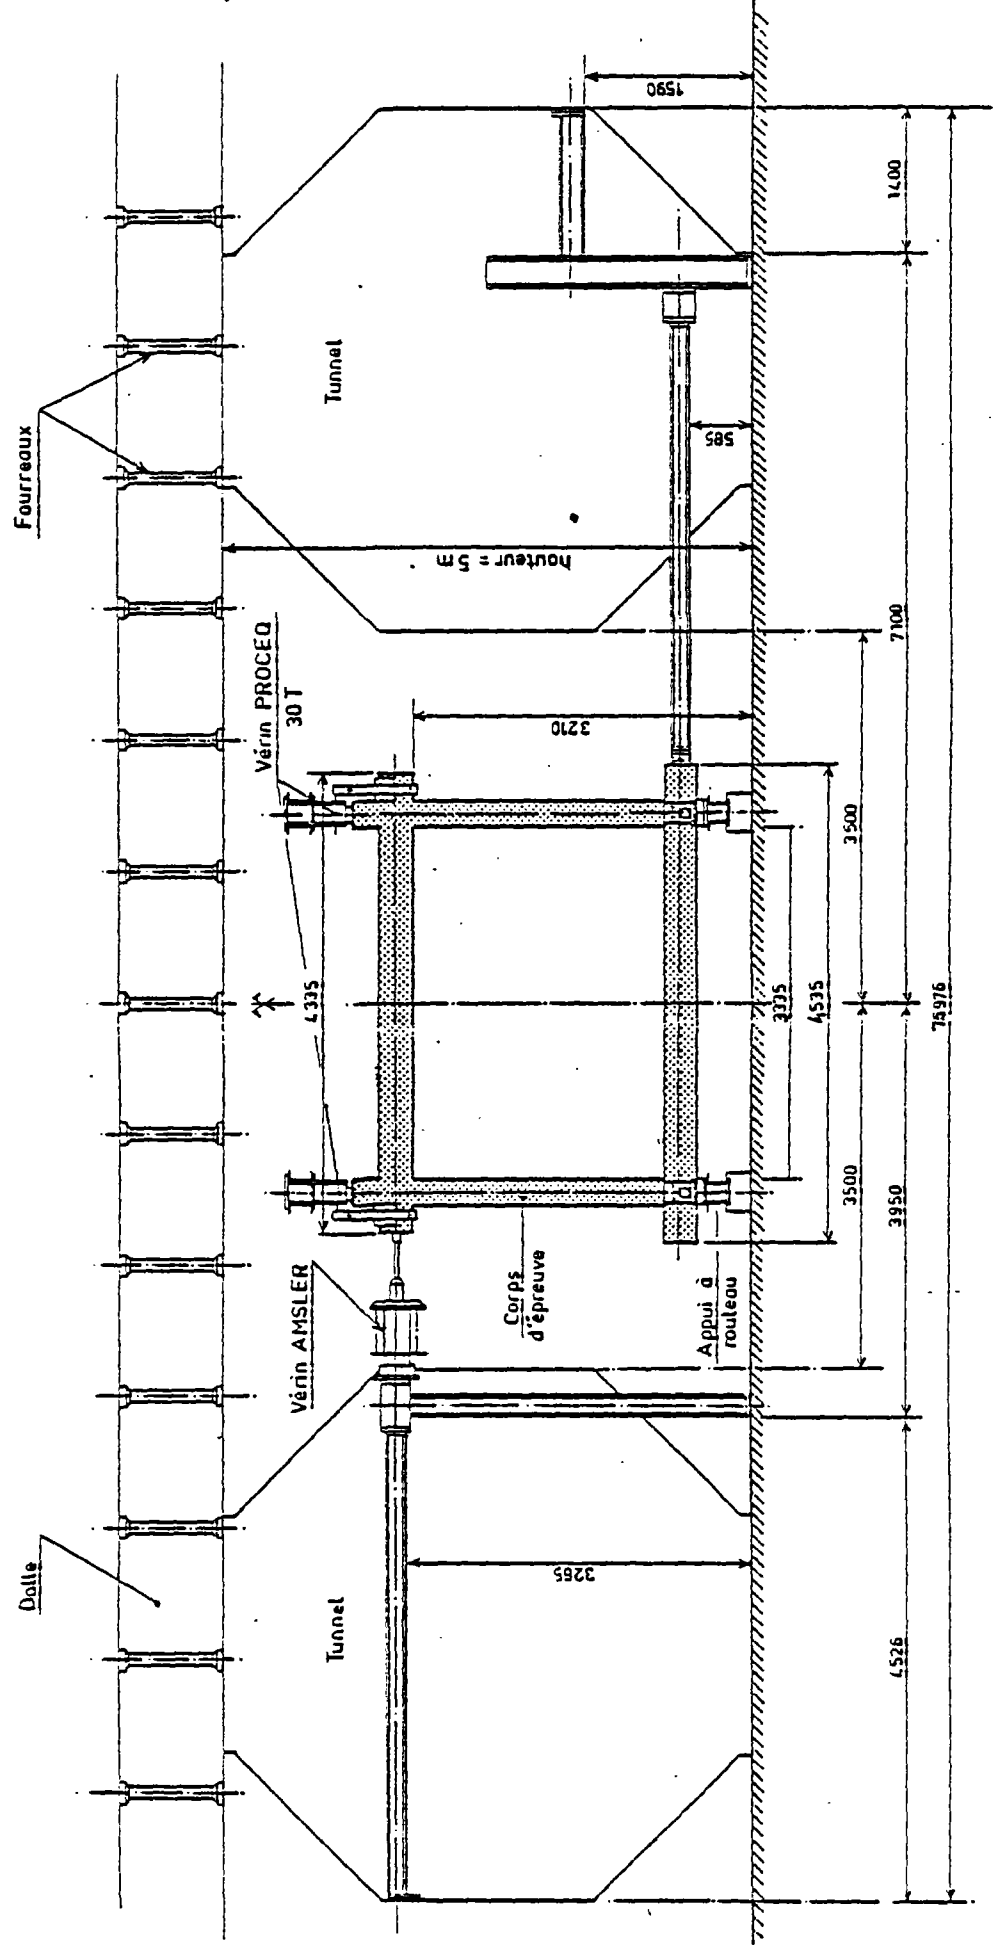 Fourreaux
Dalle
Vérin PROCEQ
30 T
Vérin AMSLER
Tunnel
Tunnel
hauteur = 5 m
Corps
d'épreuve
Appui à
rouleau
1590
585
3210
3265
4335
3335
4535
3500
3500
1400
7100
3950
4526